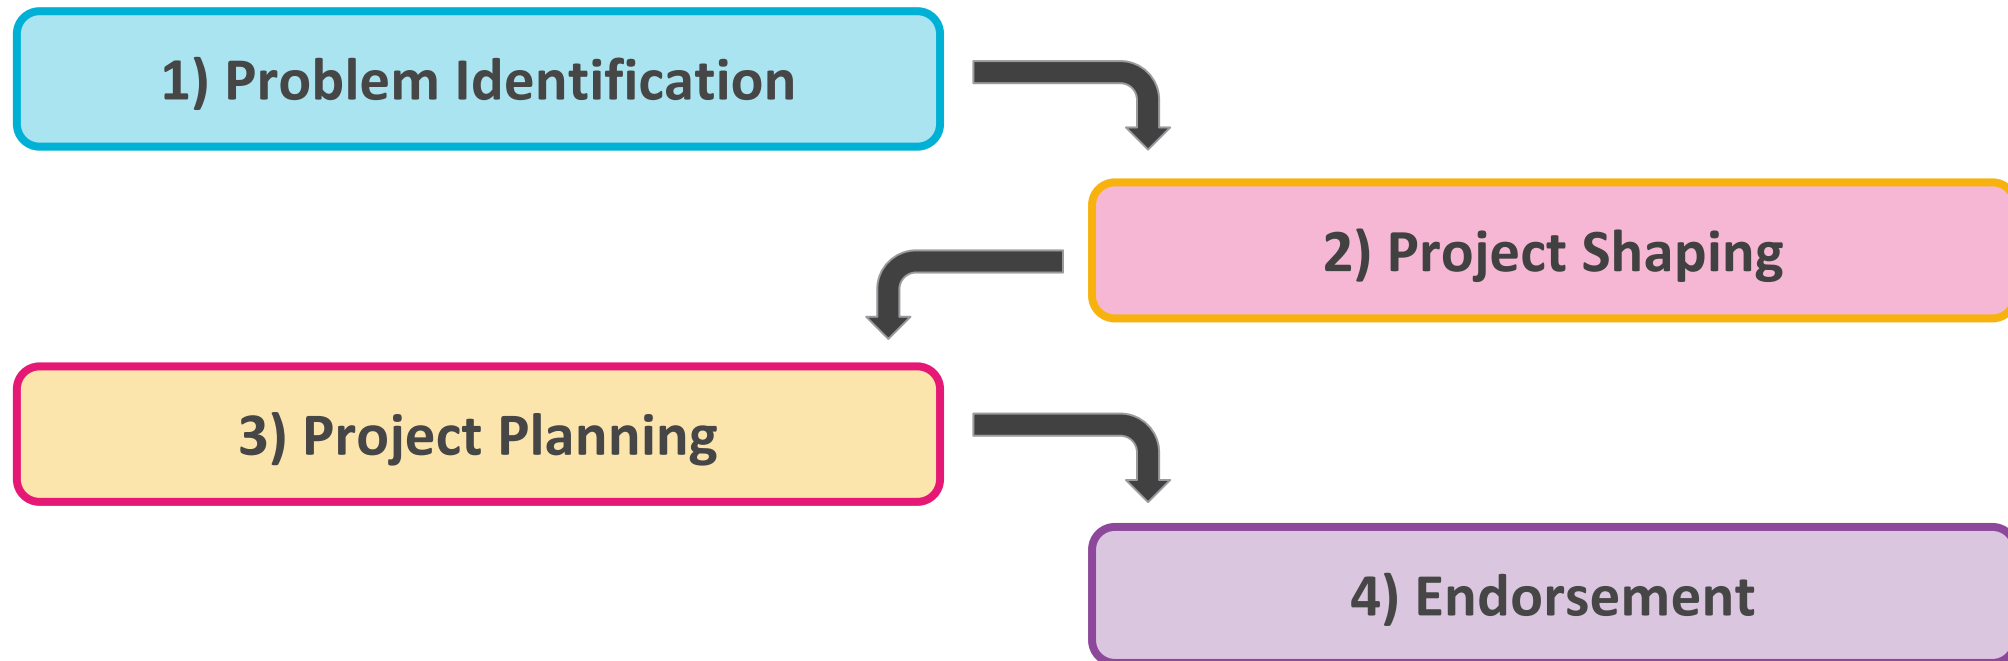 1) Problem Identification
2) Project Shaping
3) Project Planning
4) Endorsement